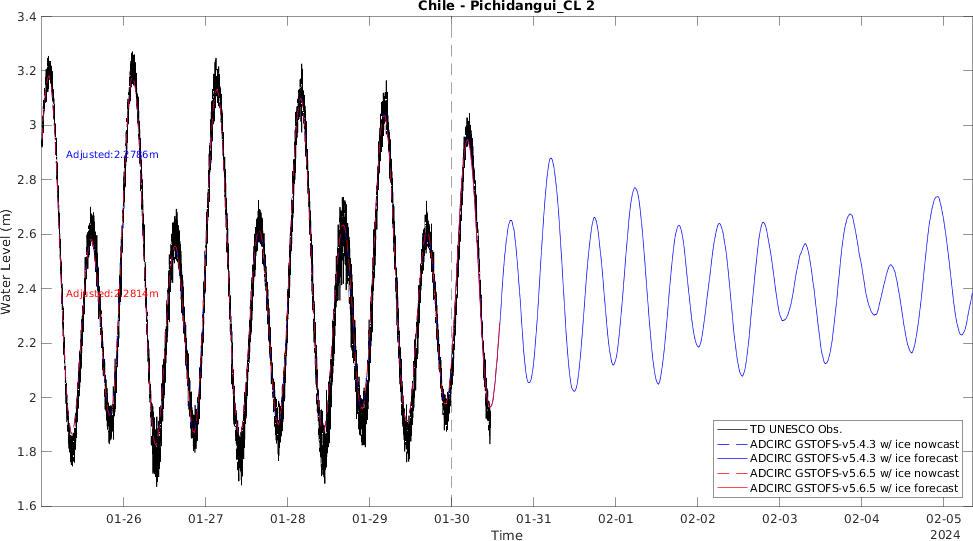 Chile - Pichidangui_CL 2
3.4
3.2
3
2.8
2.6
2.4
2.2
2
1.8
1.6
Water Level (m)
Adjusted:2.2786m
Adjusted:2.2814m
TD UNESCO Obs.
ADCIRC GSTOFS-v5.4.3 w/ ice nowcast
ADCIRC GSTOFS-v5.4.3 w/ ice forecast
ADCIRC GSTOFS-v5.6.5 w/ ice nowcast
ADCIRC GSTOFS-v5.6.5 w/ ice forecast
01-26 01-27 01-28 01-29 01-30 01-31 02-01 02-02 02-03 02-04 02-05
Time
2024